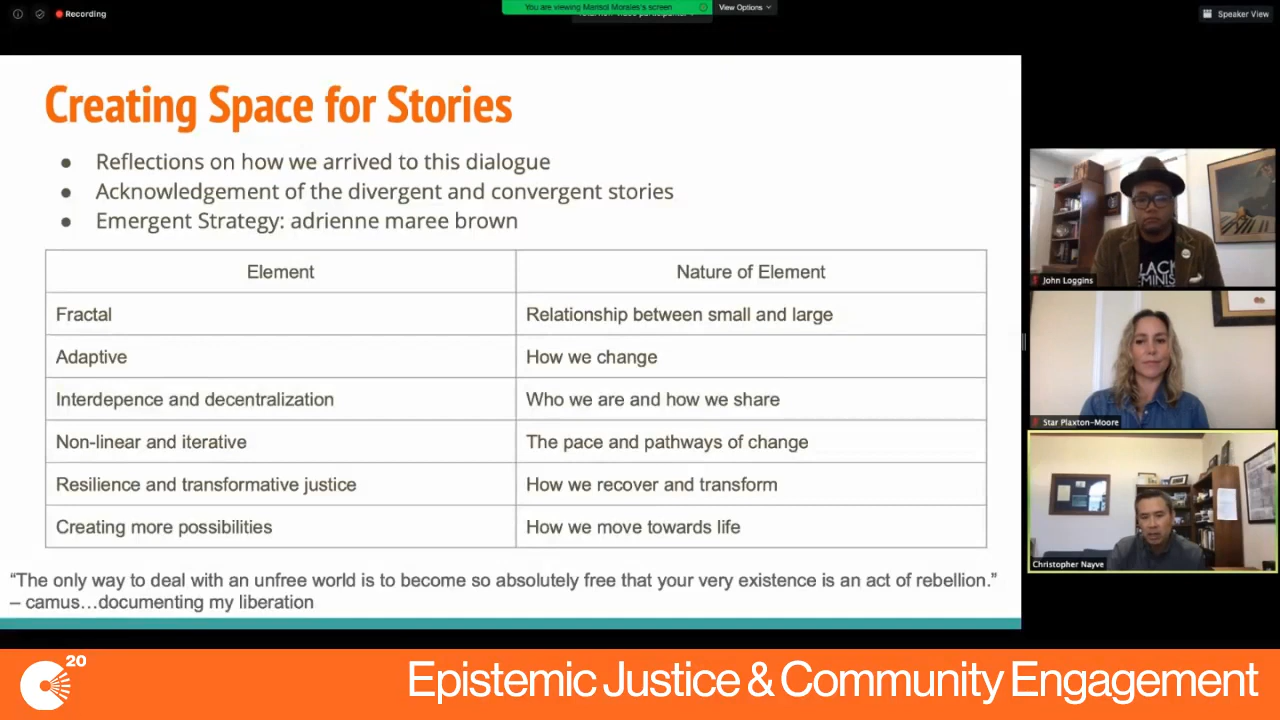 Recording
You are viewing Marisol Morales's screen
View Options
Speaker View
Creating Space for Stories
● Reflections on how we arrived to this dialogue
● Acknowledgement of the divergent and convergent stories
● Emergent Strategy: adrienne maree brown
Element Nature of Element
Fractal Relationship between small and large
Adaptive How we change
Interdepence and decentralization Who we are and how we share
Non-linear and iterative The pace and pathways of change
Resilience and transformative justice How we recover and transform
Creating more possibilities How we move towards life
“The only way to deal with an unfree world is to become so absolutely free that your very existence is an act of rebellion.”
– camus…documenting my liberation
John Loggins
Star Plaxton-Moore
Christopher Nayve
20
Epistemic Justice & Community Engagement